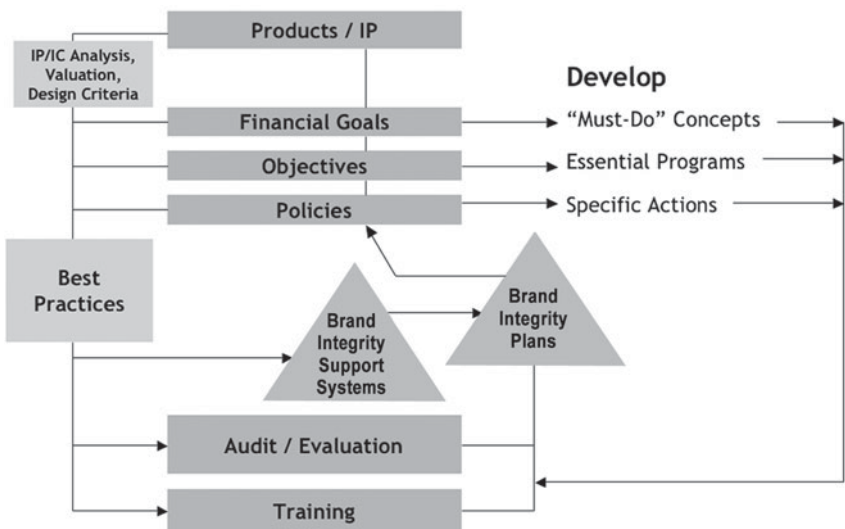 Products / IP
IP/IC Analysis,
Valuation,
Design Criteria
Develop
Financial Goals
“Must-Do” Concepts
Objectives
Essential Programs
Policies
Specific Actions
Best
Practices
Brand
Integrity
Support
Systems
Brand
Integrity
Plans
Audit / Evaluation
Training